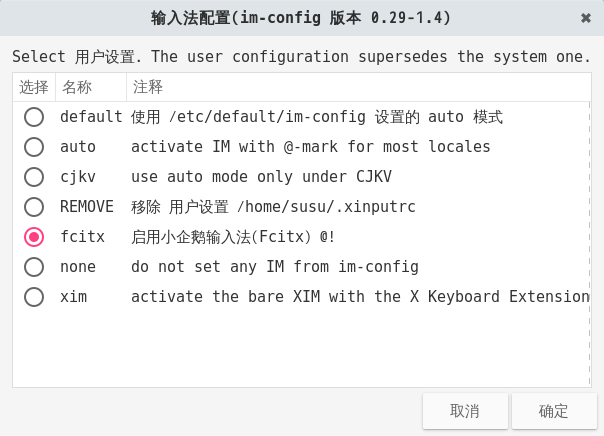 输入法配置(im-config 版本 0.29-1.4)
Select 用户设置. The user configuration supersedes the system one.
选择 名称 注释
default 使用 /etc/default/im-config 设置的 auto 模式
auto activate IM with @-mark for most locales
cjkv use auto mode only under CJKV
REMOVE 移除 用户设置 /home/susu/.xinputrc
fcitx 启用小企鹅输入法(Fcitx) @!
none do not set any IM from im-config
xim activate the bare XIM with the X Keyboard Extension
取消 确定